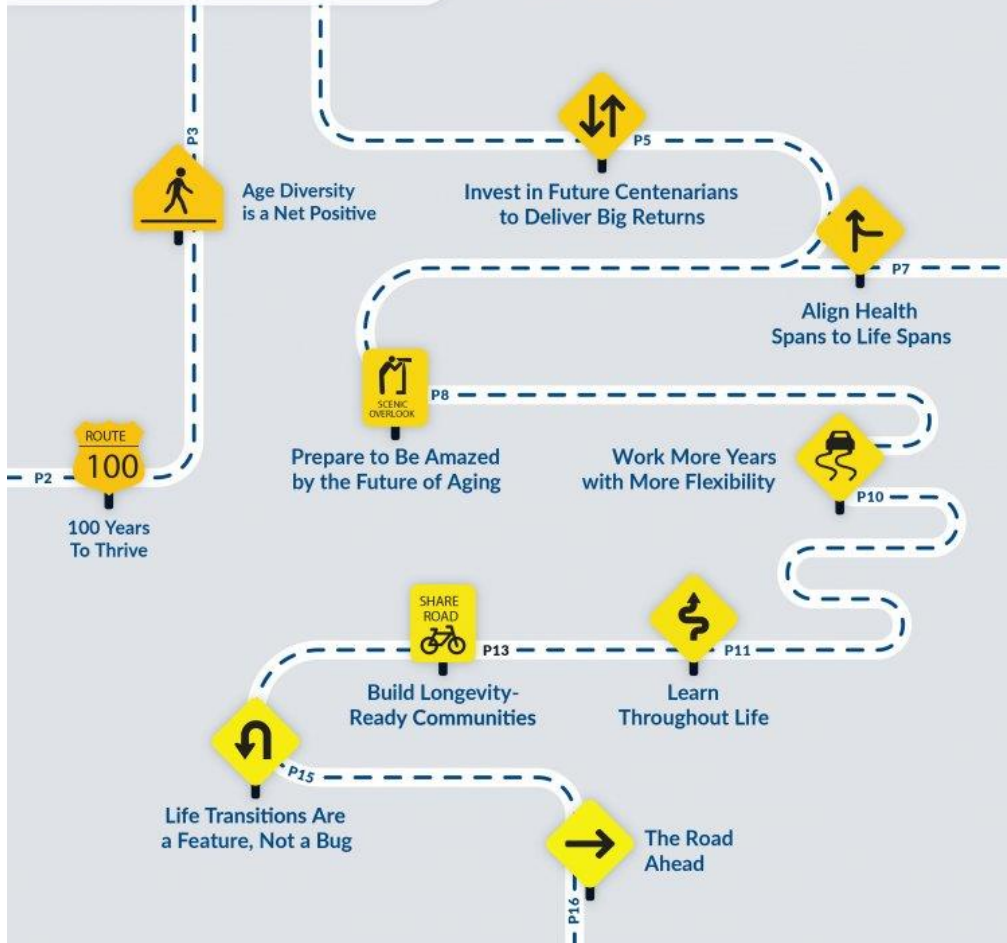 P3
Age Diversity
is a Net Positive
P5
Invest in Future Centenarians
to Deliver Big Returns
P7
Align Health
Spans to Life Spans
SCENIC
OVERLOOK
P8
Prepare to Be Amazed
by the Future of Aging
Work More Years
with More Flexibility
P10
P2
ROUTE
100
100 Years
To Thrive
SHARE
ROAD
P13
Build Longevity-
Ready Communities
P11
Learn
Throughout Life
P15
Life Transitions Are
a Feature, Not a Bug
The Road
Ahead
P16